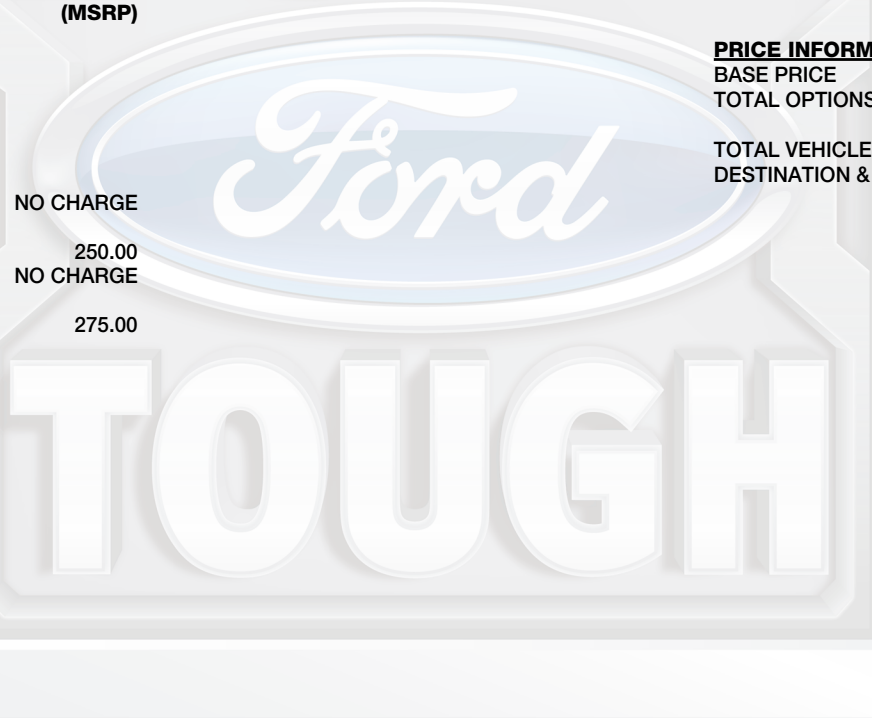 (MSRP)
PRICE INFORM
BASE PRICE
TOTAL OPTIONS
TOTAL VEHICLE
DESTINATION &
NO CHARGE
250.00
NO CHARGE
275.00
Ford
TOUGH